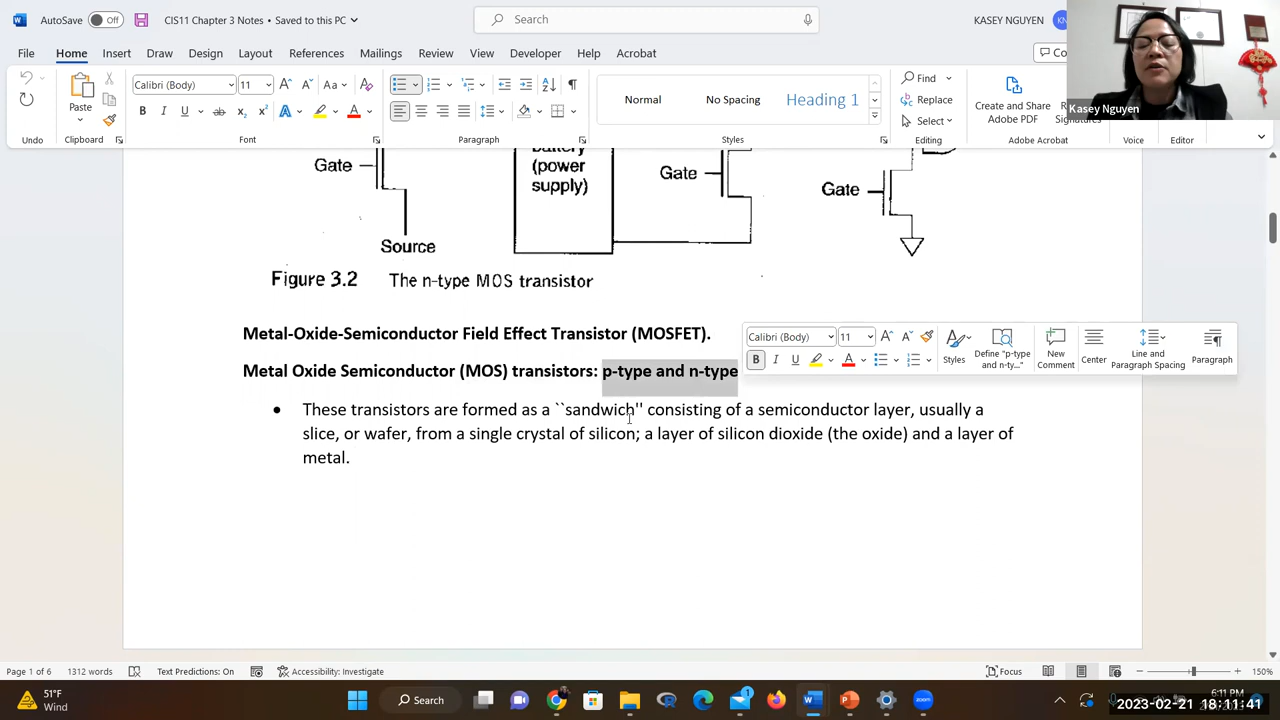 AutoSave Off CIS11 Chapter 3 Notes • Saved to this PC Search KASEY NGUYEN
File Home Insert Draw Design Layout References Mailings Review View Developer Help Acrobat
Paste
Calibri (Body) 11
Normal No Spacing Heading 1
Find
Replace
Select
Create and Share
Adobe PDF
Undo Clipboard Font Paragraph Styles Editing Adobe Acrobat Voice Editor
Kasey Nguyen
Gate
Source
battery
(power
supply)
Gate
Gate
Figure 3.2 The n-type MOS transistor
Metal-Oxide-Semiconductor Field Effect Transistor (MOSFET).
Metal Oxide Semiconductor (MOS) transistors: p-type and n-type
• These transistors are formed as a ``sandwich'' consisting of a semiconductor layer, usually a
slice, or wafer, from a single crystal of silicon; a layer of silicon dioxide (the oxide) and a layer of
metal.
Calibri (Body) 11
Styles
Define "p-type
and n-ty..."
New
Comment
Center
Line and
Paragraph Spacing
Paragraph
Page 1 of 6 1312 words Text Predictions: On Accessibility: Investigate Focus 150%
51°F
Wind
Search
6:11 PM
2023-02-21 18:11:41